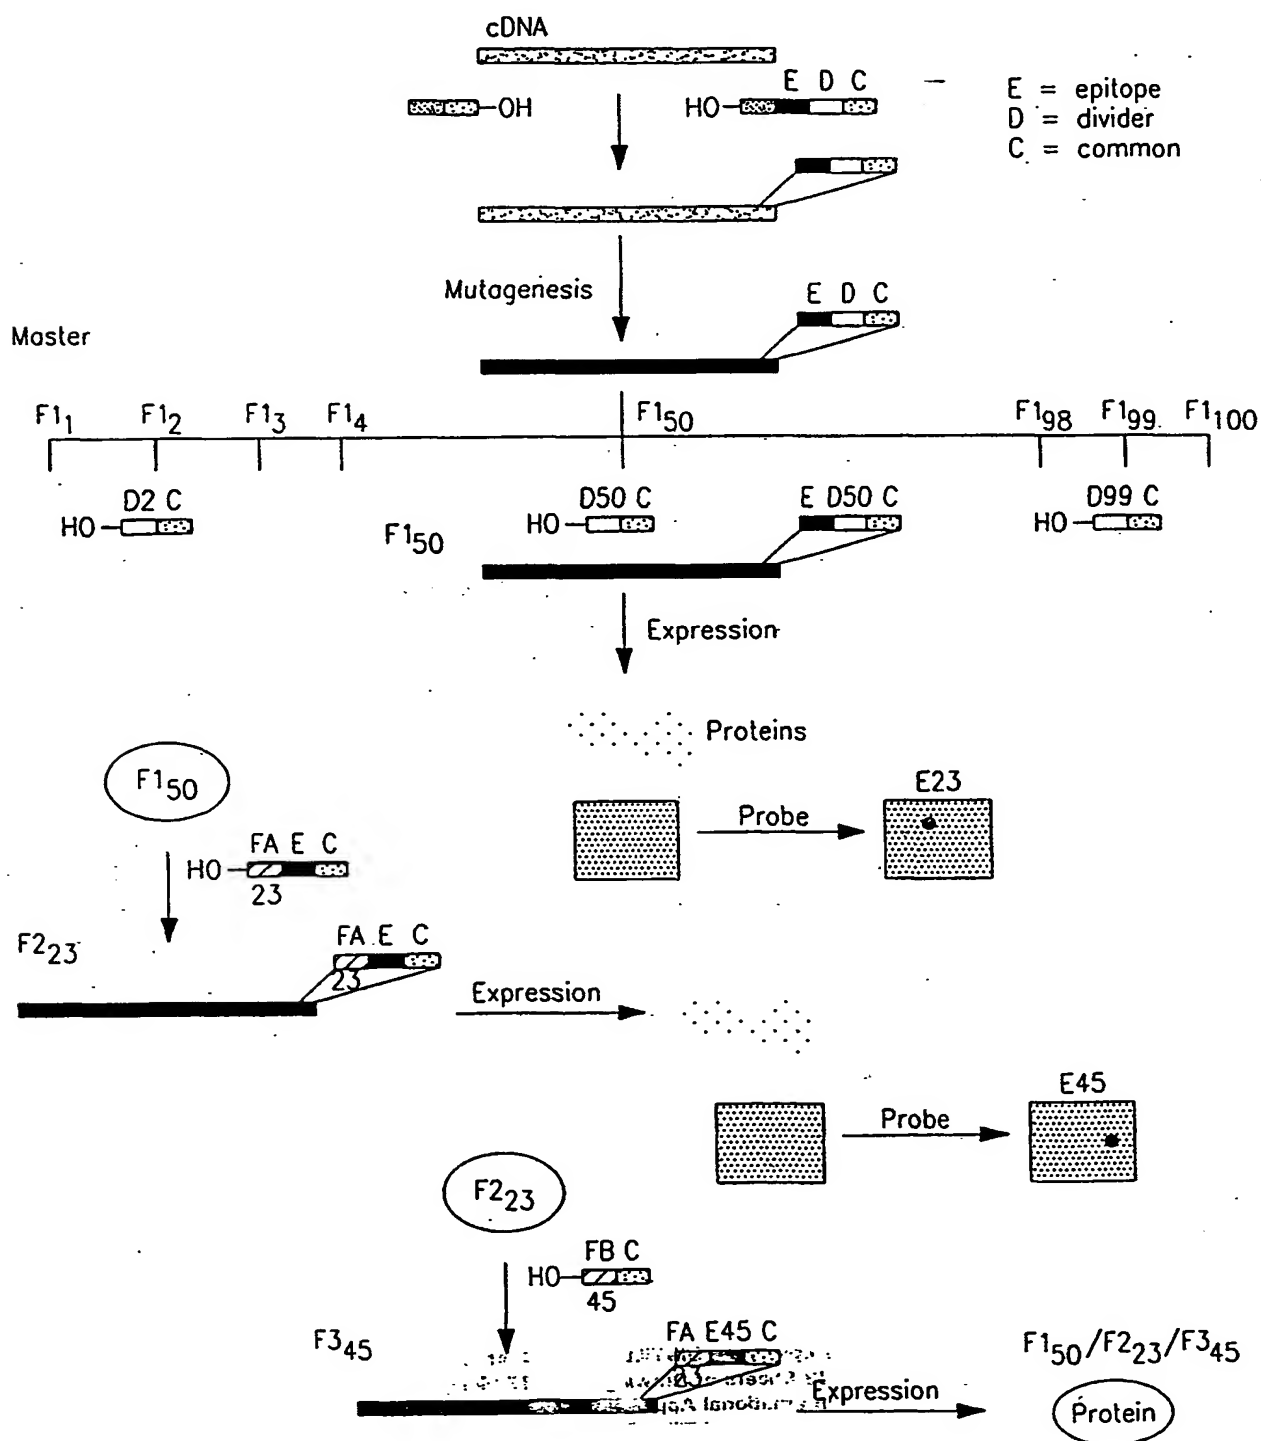 cDNA
E D C
OH
HO
E = epitope
D = divider
C = common
Mutagenesis
E D C
Master
F1₁ F1₂ F1₃ F1₄ F1₅₀ F1₉₈ F1₉₉ F1₁₀₀
D2 C
HO
D50 C
HO
E D50 C
D99 C
HO
F1₅₀
Expression
Proteins
F1₅₀
E23
Probe
FA E C
HO
23
F2₂₃
FA E C
23
Expression
E45
Probe
F2₂₃
FB C
HO
45
F3₄₅
FA E45 C
23
Expression
F1₅₀/F2₂₃/F3₄₅
Protein